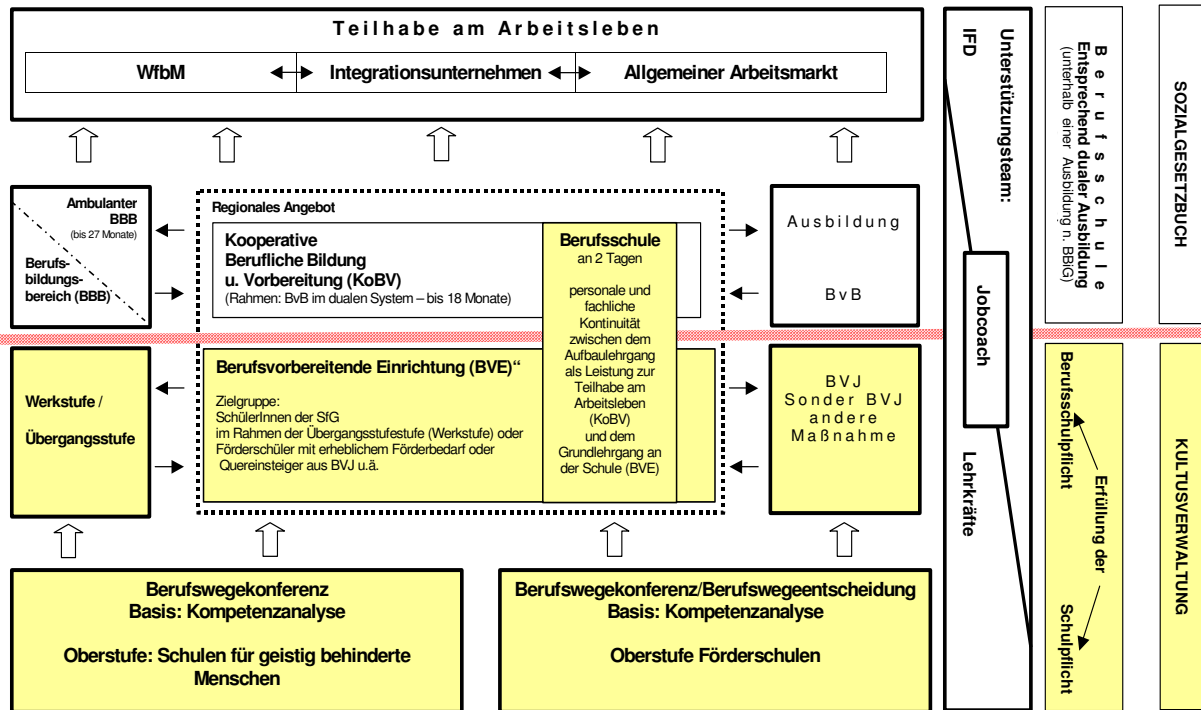 Teilhabe am Arbeitsleben
WfbM
Integrationsunternehmen
Allgemeiner Arbeitsmarkt
Ambulanter
BBB
(bis 27 Monate)
Berufs-
bildungs-
bereich (BBB)
Regionales Angebot
Kooperative
Berufliche Bildung
u. Vorbereitung (KoBV)
(Rahmen: BvB im dualen System – bis 18 Monate)
Berufsschule
an 2 Tagen
personale und
fachliche
Kontinuität
zwischen dem
Aufbaulehrgang
als Leistung zur
Teilhabe am
Arbeitsleben
(KoBV)
und dem
Grundlehrgang an
der Schule (BVE)
Ausbildung
BvB
Werkstufe /
Übergangsstufe
Berufsvorbereitende Einrichtung (BVE)“
Zielgruppe:
SchülerInnen der SfG
im Rahmen der Übergangsstufestufe (Werkstufe) oder
Förderschüler mit erheblichem Förderbedarf oder
Quereinsteiger aus BVJ u.ä.
BVJ
Sonder BVJ
andere
Maßnahme
Berufswegekonferenz
Basis: Kompetenzanalyse
Oberstufe: Schulen für geistig behinderte
Menschen
Berufswegekonferenz/Berufswegeentscheidung
Basis: Kompetenzanalyse
Oberstufe Förderschulen
Unterstützungsteam:
IFD
Jobcoach
Lehrkräfte
Berufsschule
Entsprechend dualer Ausbildung
(unterhalb einer Ausbildung n. BBiG)
Berufsschulpflicht
Erfüllung der
Schulpflicht
SOZIALGESETZBUCH
KULTUSVERWALTUNG